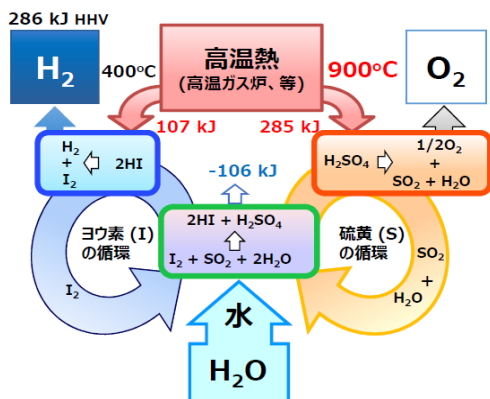 286 kJ HHV
H₂
400℃
高温熱
(高温ガス炉、等)
900℃
O₂
107 kJ
285 kJ
H₂
+
I₂
2HI
-106 kJ
H₂SO₄
1/2O₂
+
SO₂ + H₂O
2HI + H₂SO₄
I₂ + SO₂ + 2H₂O
ヨウ素 (I)
の循環
硫黄 (S)
の循環
I₂
SO₂
+
H₂O
水
H₂O